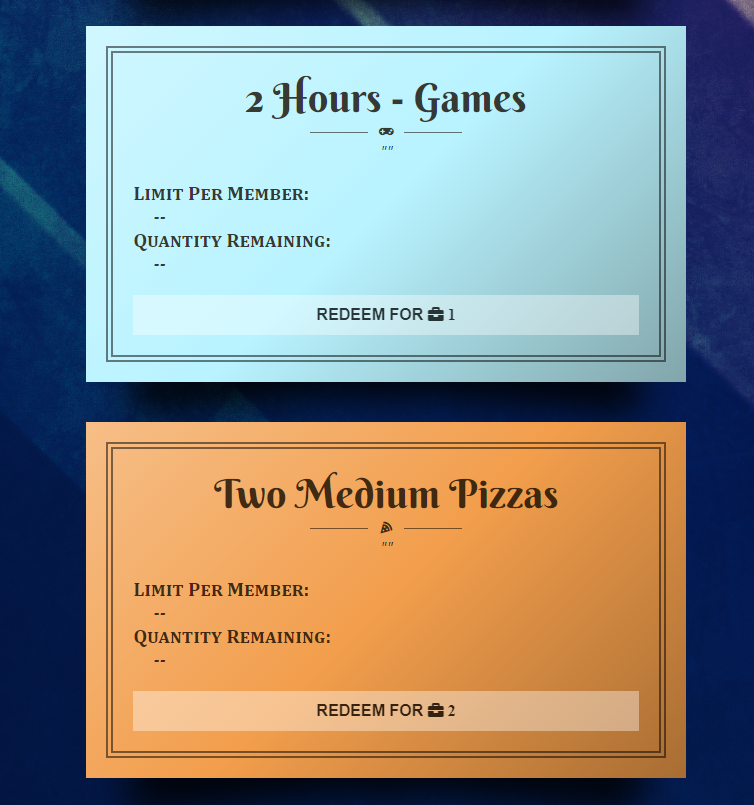 2 Hours - Games
""
Limit Per Member:
--
Quantity Remaining:
--
REDEEM FOR 1
Two Medium Pizzas
""
Limit Per Member:
--
Quantity Remaining:
--
REDEEM FOR 2